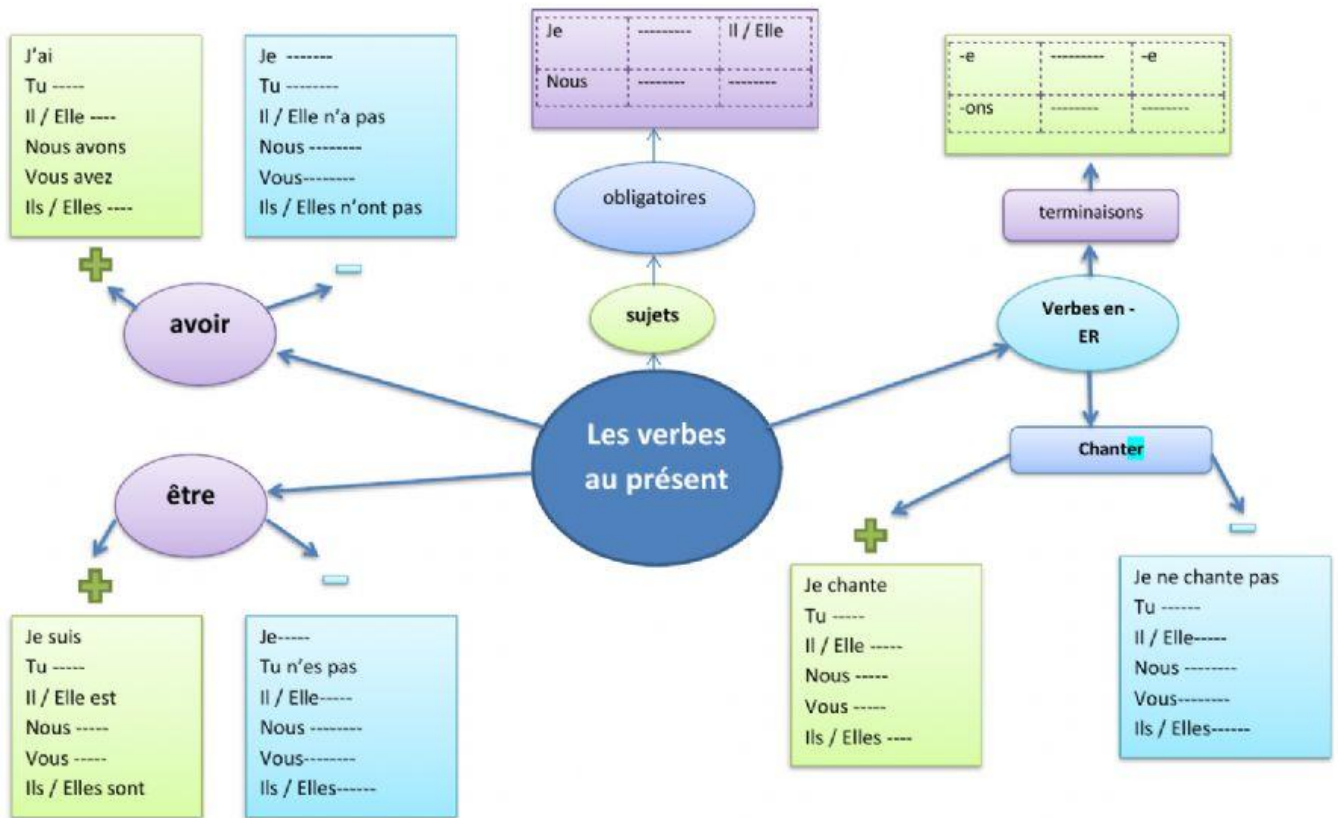 J'ai
Tu -----
Il / Elle ----
Nous avons
Vous avez
Ils / Elles ----
Je -------
Tu --------
Il / Elle n'a pas
Nous --------
Vous--------
Ils / Elles n'ont pas
avoir
Je --------- Il / Elle
Nous -------- --------
obligatoires
sujets
-e --------- -e
-ons -------- --------
terminaisons
Verbes en -
ER
Les verbes
au présent
Chanter
être
Je suis
Tu -----
Il / Elle est
Nous -----
Vous -----
Ils / Elles sont
Je-----
Tu n'es pas
Il / Elle-----
Nous --------
Vous--------
Ils / Elles------
Je chante
Tu -----
Il / Elle -----
Nous -----
Vous -----
Ils / Elles ----
Je ne chante pas
Tu ------
Il / Elle-----
Nous --------
Vous--------
Ils / Elles------